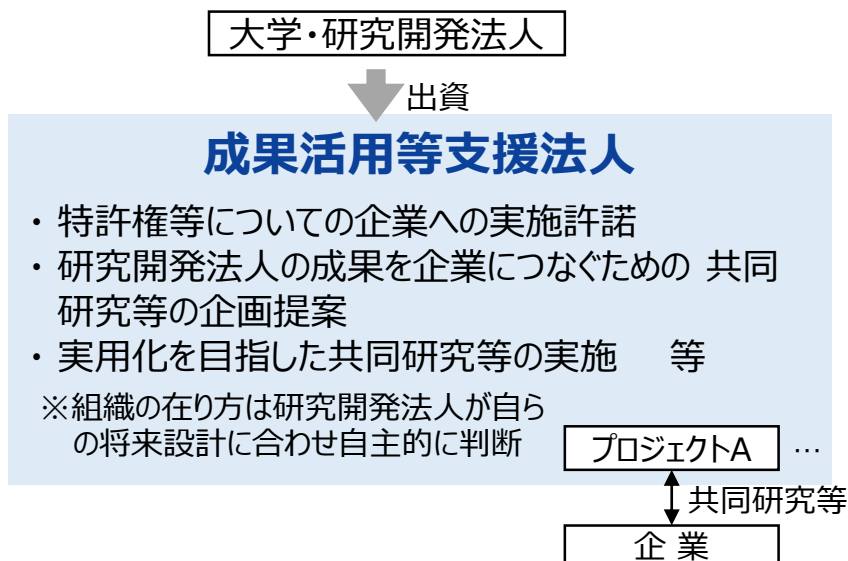 大学・研究開発法人
出資
成果活用等支援法人
・ 特許権等についての企業への実施許諾
・ 研究開発法人の成果を企業につなぐための 共同
研究等の企画提案
・ 実用化を目指した共同研究等の実施　等
※組織の在り方は研究開発法人が自ら
の将来設計に合わせ自主的に判断
プロジェクトA …
共同研究等
企 業